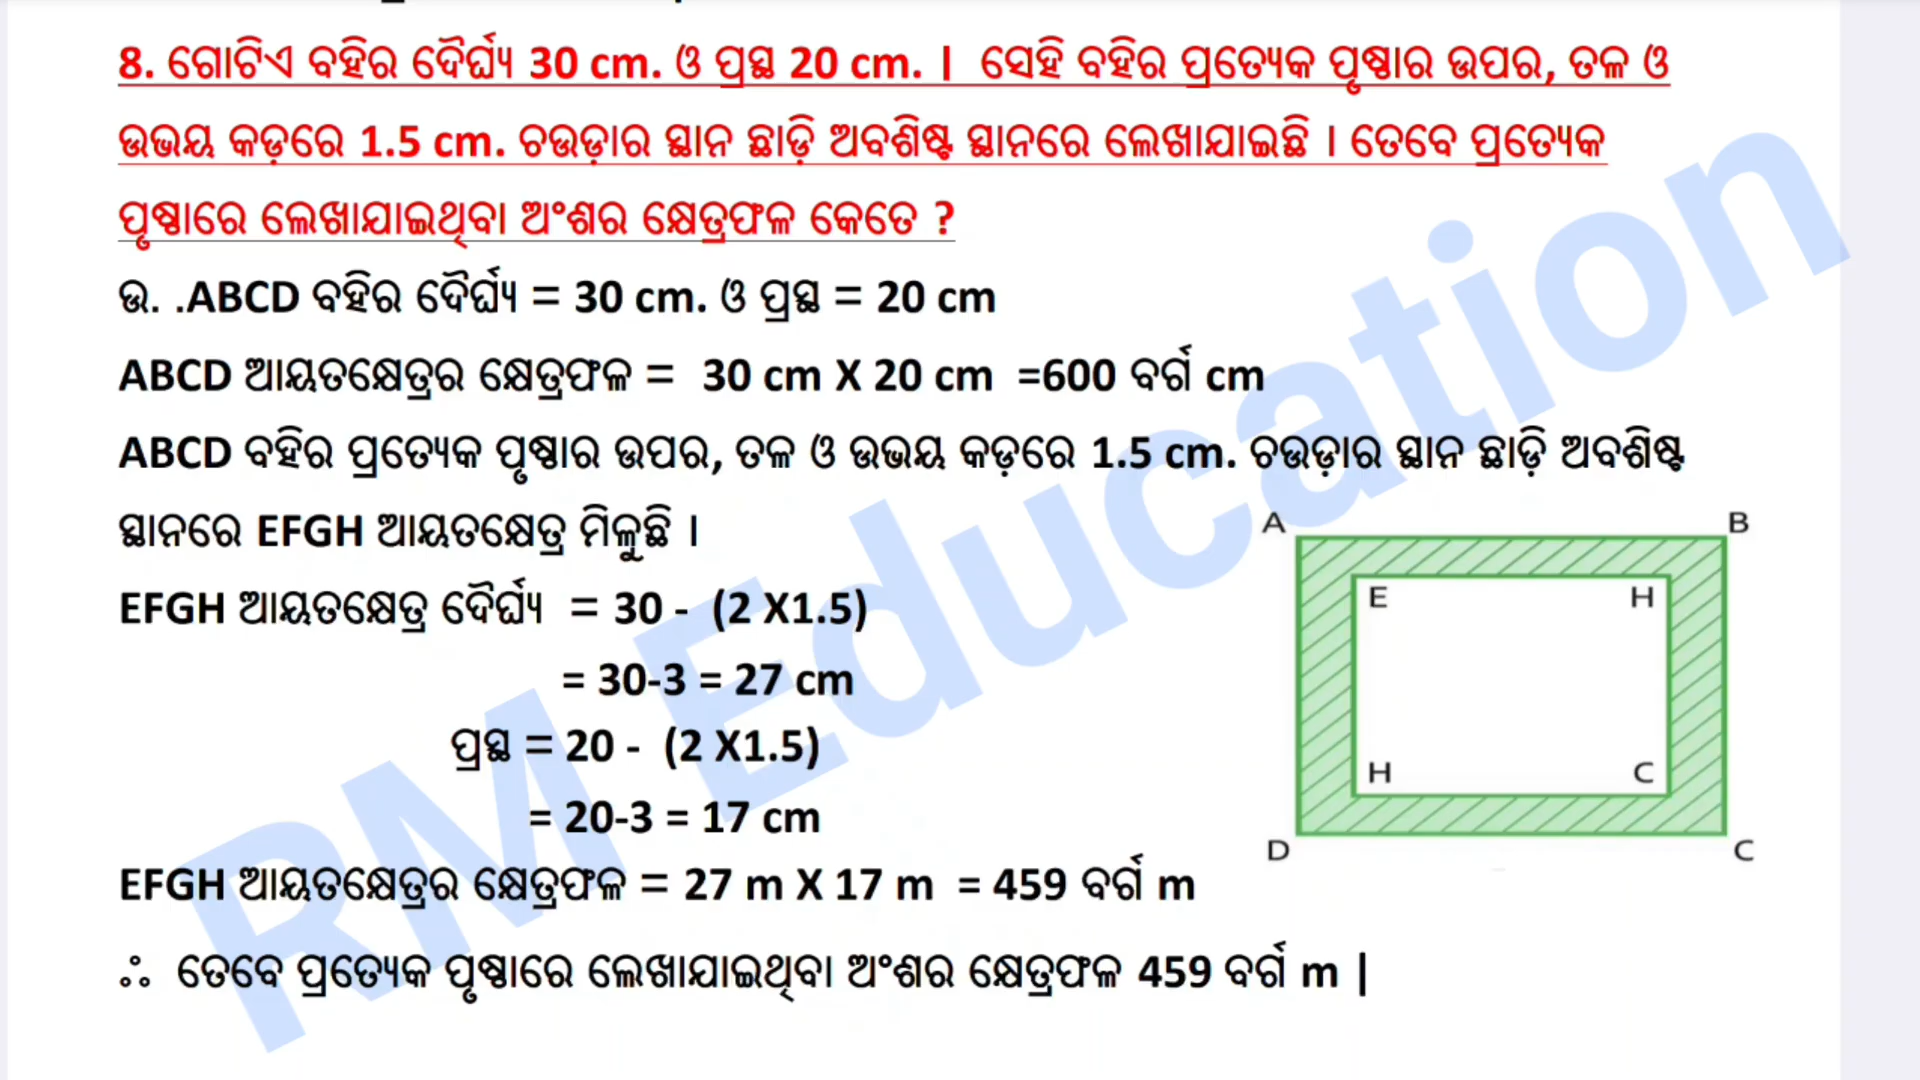 8. ଗୋଟିଏ ବହିର ଦୈର୍ଘ୍ୟ 30 cm. ଓ ପ୍ରସ୍ଥ 20 cm. । ସେହି ବହିର ପ୍ରତ୍ୟେକ ପୃଷ୍ଠାର ଉପର, ତଳ ଓ
ଉଭୟ କଡ଼ରେ 1.5 cm. ଚଉଡ଼ାର ସ୍ଥାନ ଛାଡ଼ି ଅବଶିଷ୍ଟ ସ୍ଥାନରେ ଲେଖାଯାଇଛି । ତେବେ ପ୍ରତ୍ୟେକ
ପୃଷ୍ଠାରେ ଲେଖାଯାଇଥିବା ଅଂଶର କ୍ଷେତ୍ରଫଳ କେତେ ?
ଉ. .ABCD ବହିର ଦୈର୍ଘ୍ୟ = 30 cm. ଓ ପ୍ରସ୍ଥ = 20 cm
ABCD ଆୟତକ୍ଷେତ୍ରର କ୍ଷେତ୍ରଫଳ = 30 cm X 20 cm =600 ବର୍ଗ cm
ABCD ବହିର ପ୍ରତ୍ୟେକ ପୃଷ୍ଠାର ଉପର, ତଳ ଓ ଉଭୟ କଡ଼ରେ 1.5 cm. ଚଉଡ଼ାର ସ୍ଥାନ ଛାଡ଼ି ଅବଶିଷ୍ଟ
ସ୍ଥାନରେ EFGH ଆୟତକ୍ଷେତ୍ର ମିଳୁଛି ।
EFGH ଆୟତକ୍ଷେତ୍ର ଦୈର୍ଘ୍ୟ = 30 - (2 X1.5)
= 30-3 = 27 cm
ପ୍ରସ୍ଥ = 20 - (2 X1.5)
= 20-3 = 17 cm
EFGH ଆୟତକ୍ଷେତ୍ରର କ୍ଷେତ୍ରଫଳ = 27 m X 17 m = 459 ବର୍ଗ m
∴ ତେବେ ପ୍ରତ୍ୟେକ ପୃଷ୍ଠାରେ ଲେଖାଯାଇଥିବା ଅଂଶର କ୍ଷେତ୍ରଫଳ 459 ବର୍ଗ m |
A B
E H
H C
D C
RM Education